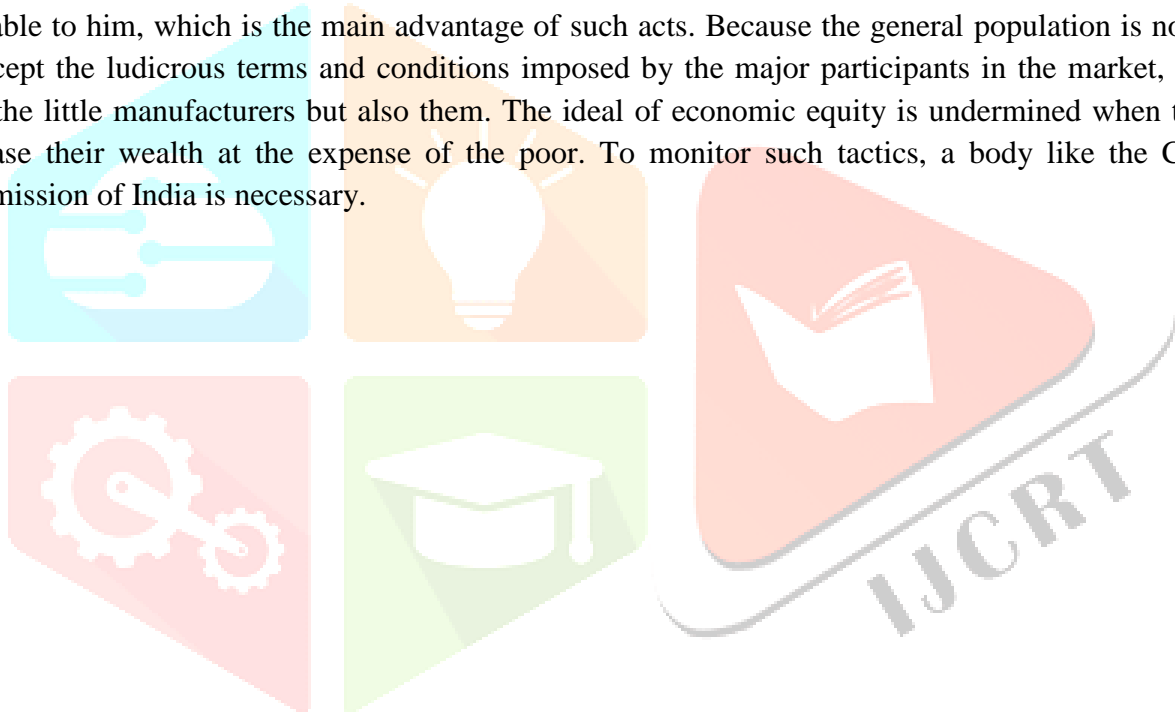 able to him, which is the main advantage of such acts. Because the general population is no
cept the ludicrous terms and conditions imposed by the major participants in the market,
the little manufacturers but also them. The ideal of economic equity is undermined when t
ase their wealth at the expense of the poor. To monitor such tactics, a body like the C
mission of India is necessary.
IJCRT